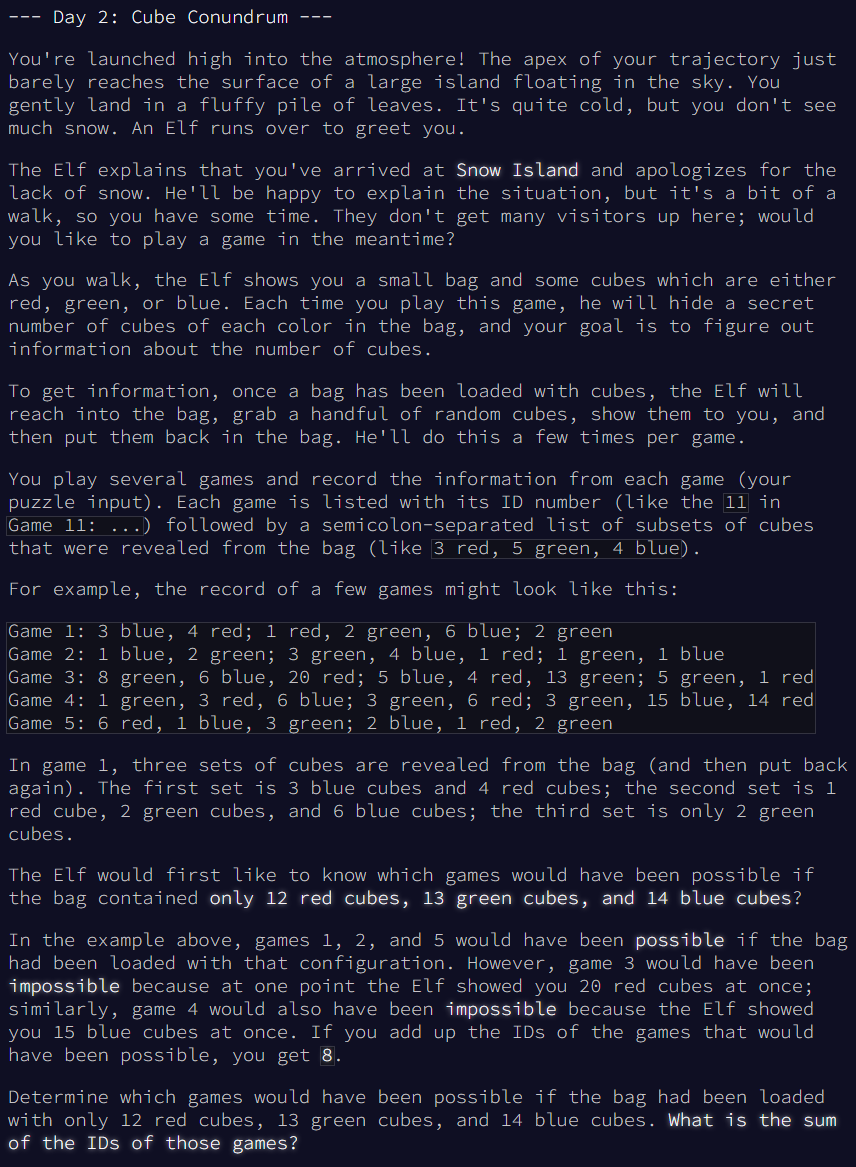 --- Day 2: Cube Conundrum ---
You're launched high into the atmosphere! The apex of your trajectory just
barely reaches the surface of a large island floating in the sky. You
gently land in a fluffy pile of leaves. It's quite cold, but you don't see
much snow. An Elf runs over to greet you.
The Elf explains that you've arrived at Snow Island and apologizes for the
lack of snow. He'll be happy to explain the situation, but it's a bit of a
walk, so you have some time. They don't get many visitors up here; would
you like to play a game in the meantime?
As you walk, the Elf shows you a small bag and some cubes which are either
red, green, or blue. Each time you play this game, he will hide a secret
number of cubes of each color in the bag, and your goal is to figure out
information about the number of cubes.
To get information, once a bag has been loaded with cubes, the Elf will
reach into the bag, grab a handful of random cubes, show them to you, and
then put them back in the bag. He'll do this a few times per game.
You play several games and record the information from each game (your
puzzle input). Each game is listed with its ID number (like the 11 in
Game 11: ...) followed by a semicolon-separated list of subsets of cubes
that were revealed from the bag (like 3 red, 5 green, 4 blue).
For example, the record of a few games might look like this:
Game 1: 3 blue, 4 red; 1 red, 2 green, 6 blue; 2 green
Game 2: 1 blue, 2 green; 3 green, 4 blue, 1 red; 1 green, 1 blue
Game 3: 8 green, 6 blue, 20 red; 5 blue, 4 red, 13 green; 5 green, 1 red
Game 4: 1 green, 3 red, 6 blue; 3 green, 6 red; 3 green, 15 blue, 14 red
Game 5: 6 red, 1 blue, 3 green; 2 blue, 1 red, 2 green
In game 1, three sets of cubes are revealed from the bag (and then put back
again). The first set is 3 blue cubes and 4 red cubes; the second set is 1
red cube, 2 green cubes, and 6 blue cubes; the third set is only 2 green
cubes.
The Elf would first like to know which games would have been possible if
the bag contained only 12 red cubes, 13 green cubes, and 14 blue cubes?
In the example above, games 1, 2, and 5 would have been possible if the bag
had been loaded with that configuration. However, game 3 would have been
impossible because at one point the Elf showed you 20 red cubes at once;
similarly, game 4 would also have been impossible because the Elf showed
you 15 blue cubes at once. If you add up the IDs of the games that would
have been possible, you get 8.
Determine which games would have been possible if the bag had been loaded
with only 12 red cubes, 13 green cubes, and 14 blue cubes. What is the sum
of the IDs of those games?